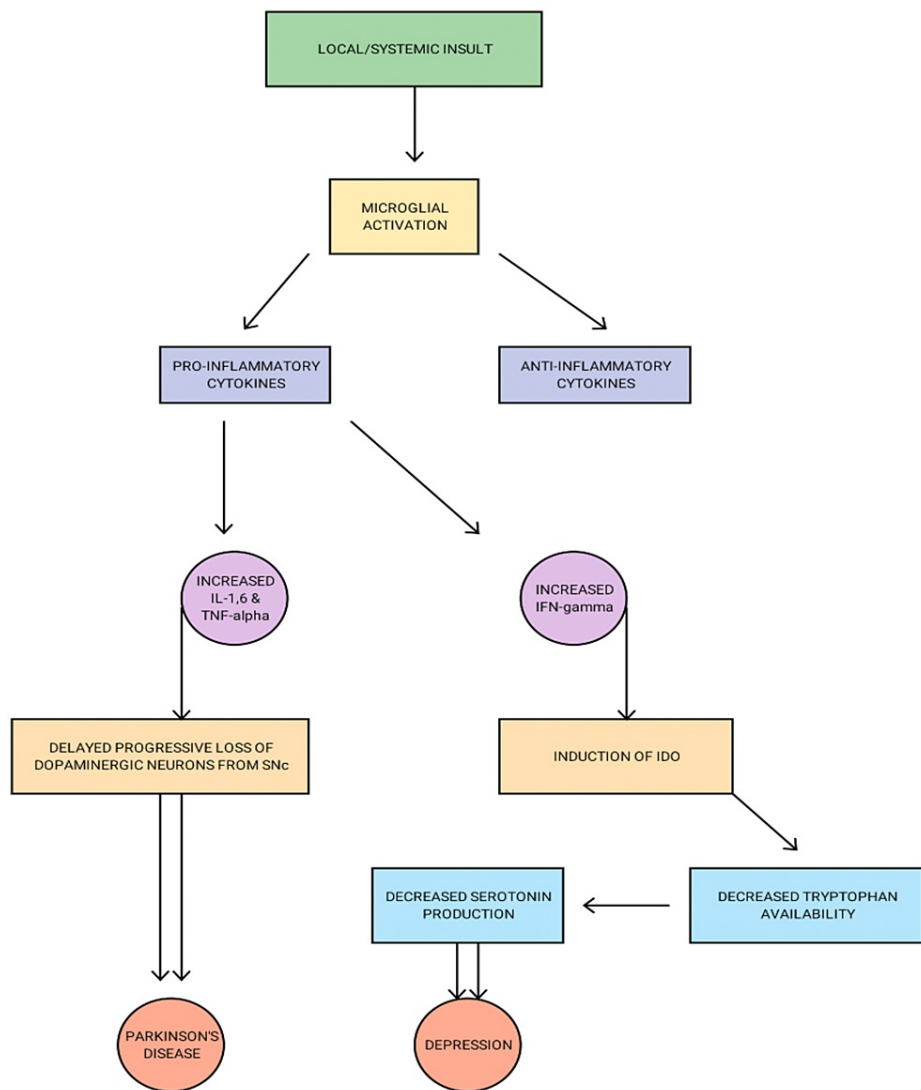 LOCAL/SYSTEMIC INSULT
MICROGLIAL
ACTIVATION
PRO-INFLAMMATORY
CYTOKINES
ANTI-INFLAMMATORY
CYTOKINES
INCREASED
IL-1,6 &
TNF-alpha
INCREASED
IFN-gamma
DELAYED PROGRESSIVE LOSS OF
DOPAMINERGIC NEURONS FROM SNc
INDUCTION OF IDO
DECREASED SEROTONIN
PRODUCTION
DECREASED TRYPTOPHAN
AVAILABILITY
PARKINSON'S
DISEASE
DEPRESSION